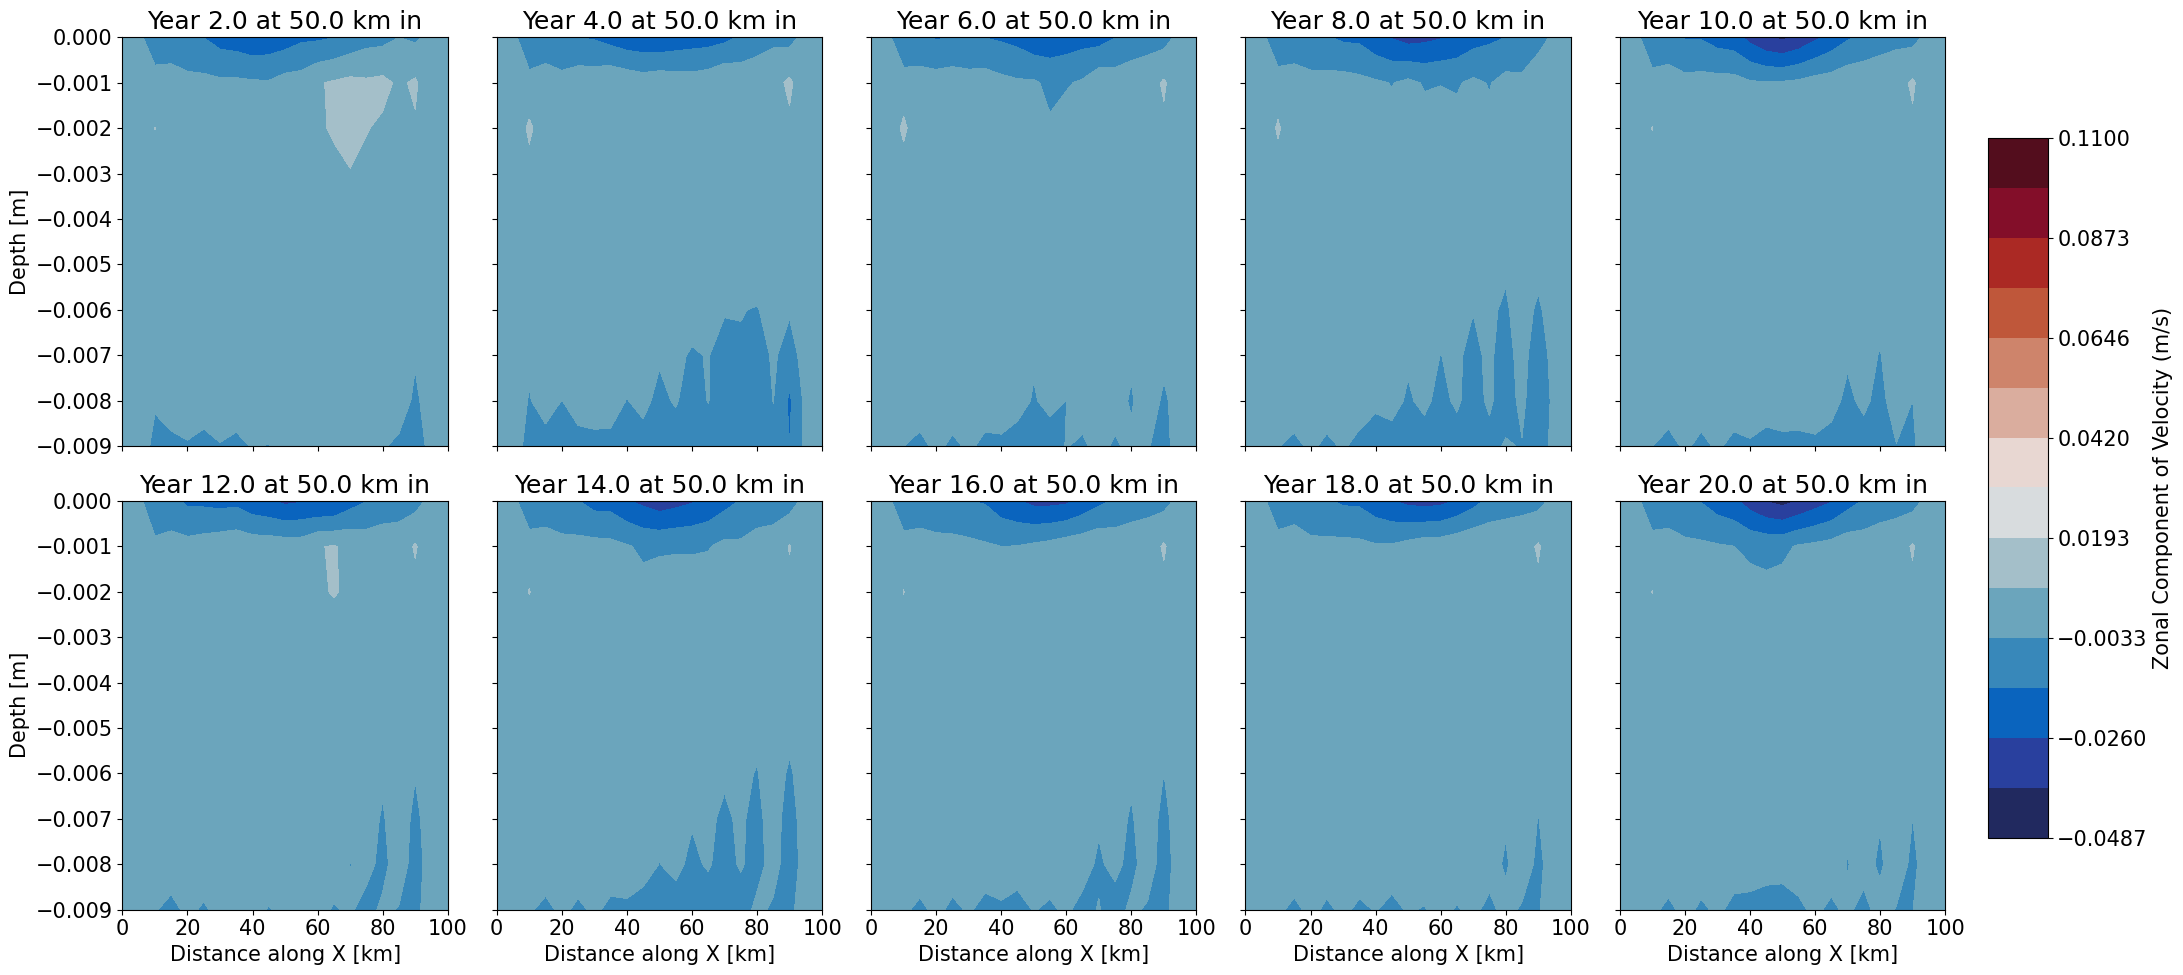 Year 2.0 at 50.0 km in
Year 4.0 at 50.0 km in
Year 6.0 at 50.0 km in
Year 8.0 at 50.0 km in
Year 10.0 at 50.0 km in
0.000
−0.001
−0.002
−0.003
−0.004
−0.005
−0.006
−0.007
−0.008
−0.009
Depth [m]
Year 12.0 at 50.0 km in
Year 14.0 at 50.0 km in
Year 16.0 at 50.0 km in
Year 18.0 at 50.0 km in
Year 20.0 at 50.0 km in
0.000
−0.001
−0.002
−0.003
−0.004
−0.005
−0.006
−0.007
−0.008
−0.009
Depth [m]
0 20 40 60 80 100
0 20 40 60 80 100
0 20 40 60 80 100
0 20 40 60 80 100
0 20 40 60 80 100
Distance along X [km]
Distance along X [km]
Distance along X [km]
Distance along X [km]
Distance along X [km]
0.1100
0.0873
0.0646
0.0420
0.0193
−0.0033
−0.0260
−0.0487
Zonal Component of Velocity (m/s)